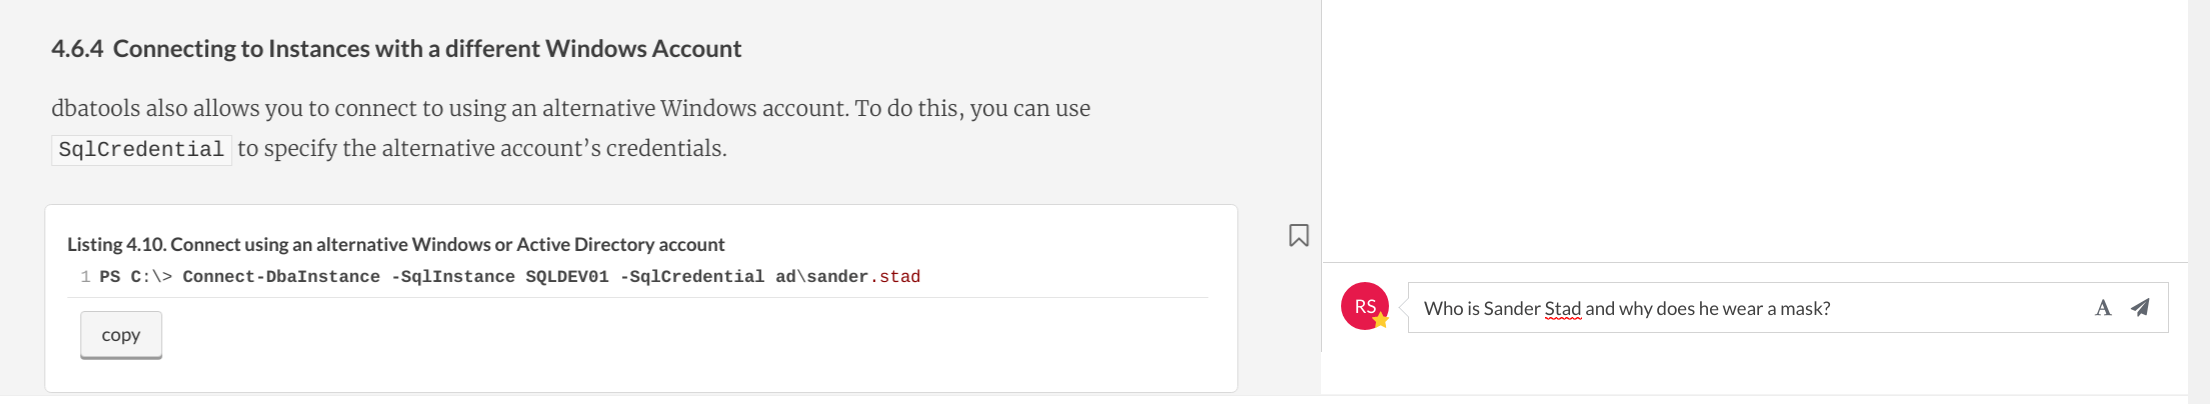 4.6.4 Connecting to Instances with a different Windows Account
dbatools also allows you to connect to using an alternative Windows account. To do this, you can use
SqlCredential to specify the alternative account’s credentials.
Listing 4.10. Connect using an alternative Windows or Active Directory account
1 PS C:\> Connect-DbaInstance -SqlInstance SQLDEV01 -SqlCredential ad\sander.stad
copy
RS
Who is Sander Stad and why does he wear a mask?
A